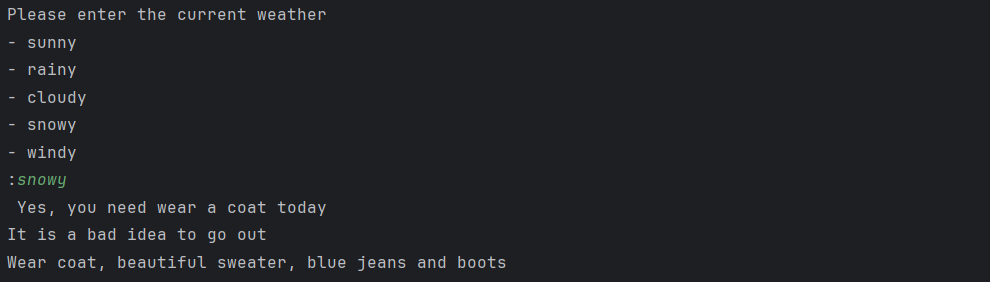 Please enter the current weather
- sunny
- rainy
- cloudy
- snowy
- windy
:snowy
 Yes, you need wear a coat today
It is a bad idea to go out
Wear coat, beautiful sweater, blue jeans and boots